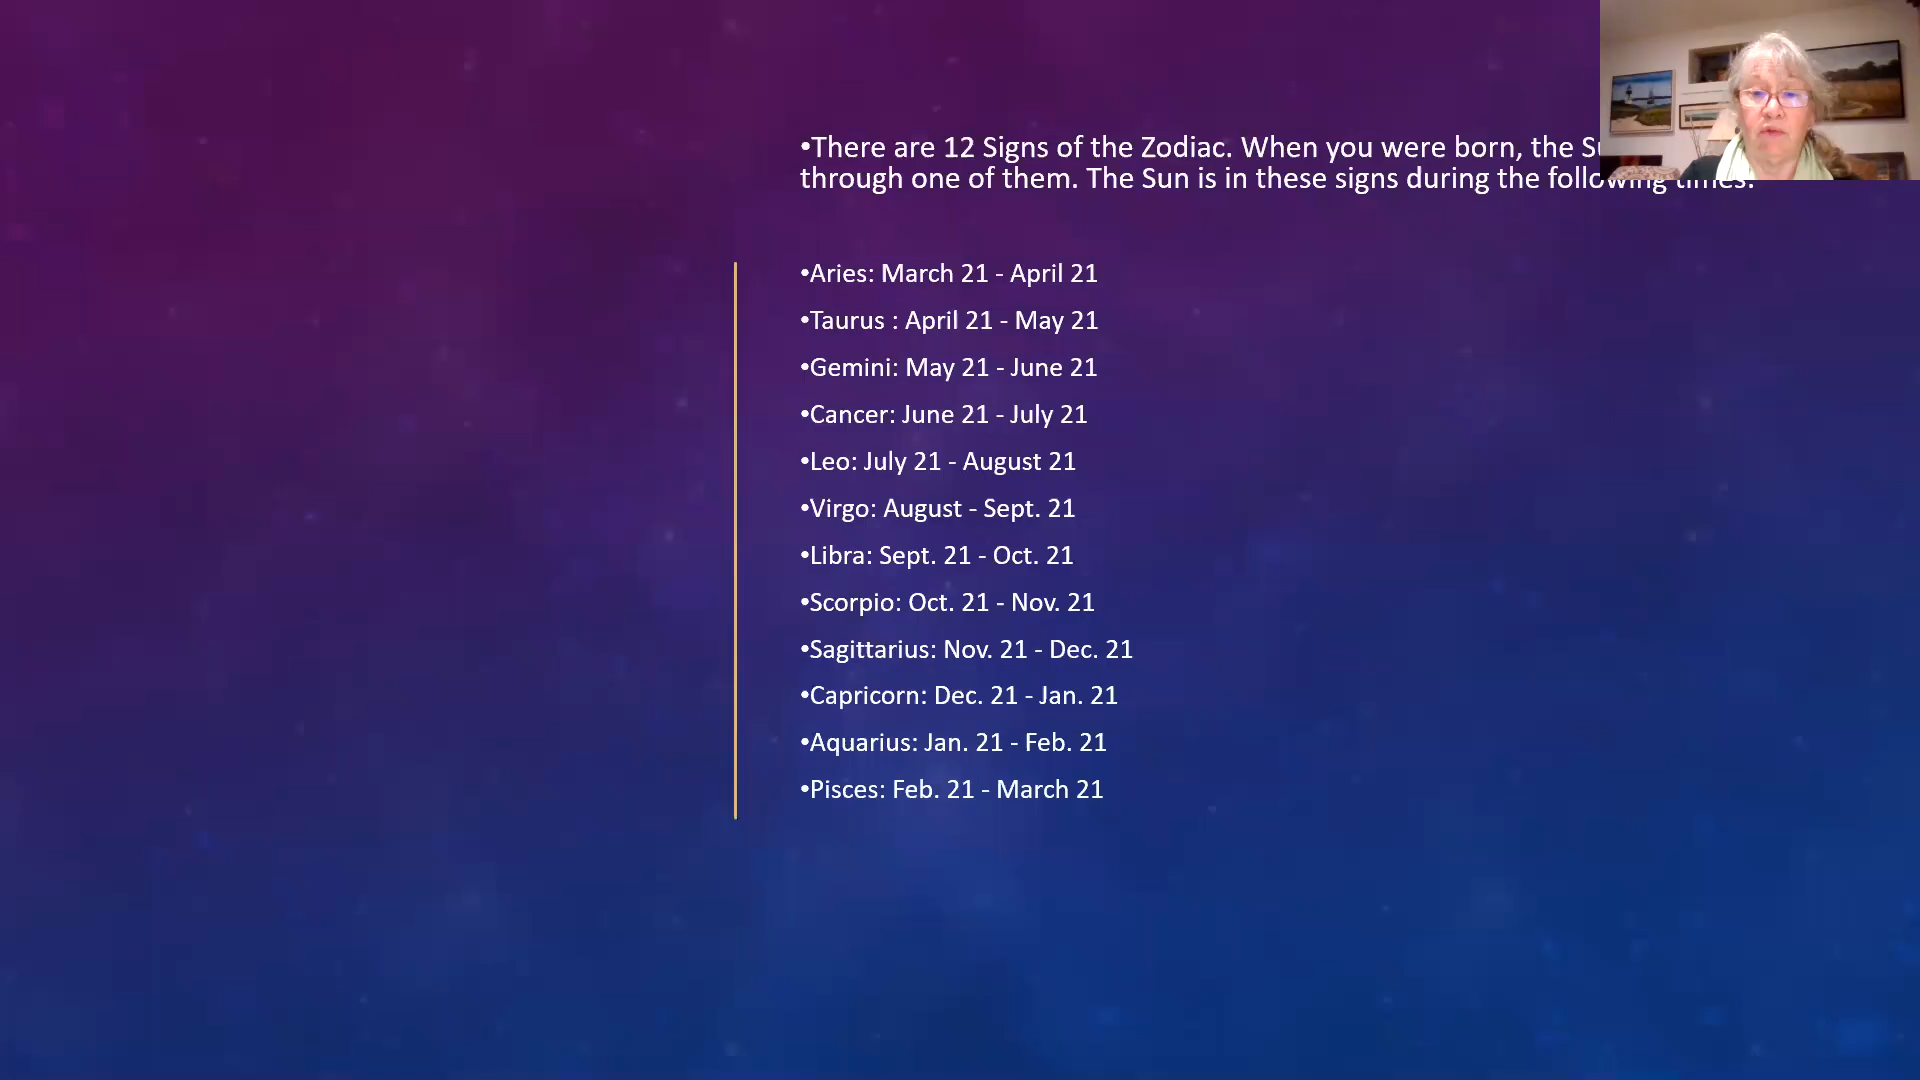 •There are 12 Signs of the Zodiac. When you were born, the
through one of them. The Sun is in these signs during the following times:
•Aries: March 21 - April 21
•Taurus : April 21 - May 21
•Gemini: May 21 - June 21
•Cancer: June 21 - July 21
•Leo: July 21 - August 21
•Virgo: August - Sept. 21
•Libra: Sept. 21 - Oct. 21
•Scorpio: Oct. 21 - Nov. 21
•Sagittarius: Nov. 21 - Dec. 21
•Capricorn: Dec. 21 - Jan. 21
•Aquarius: Jan. 21 - Feb. 21
•Pisces: Feb. 21 - March 21